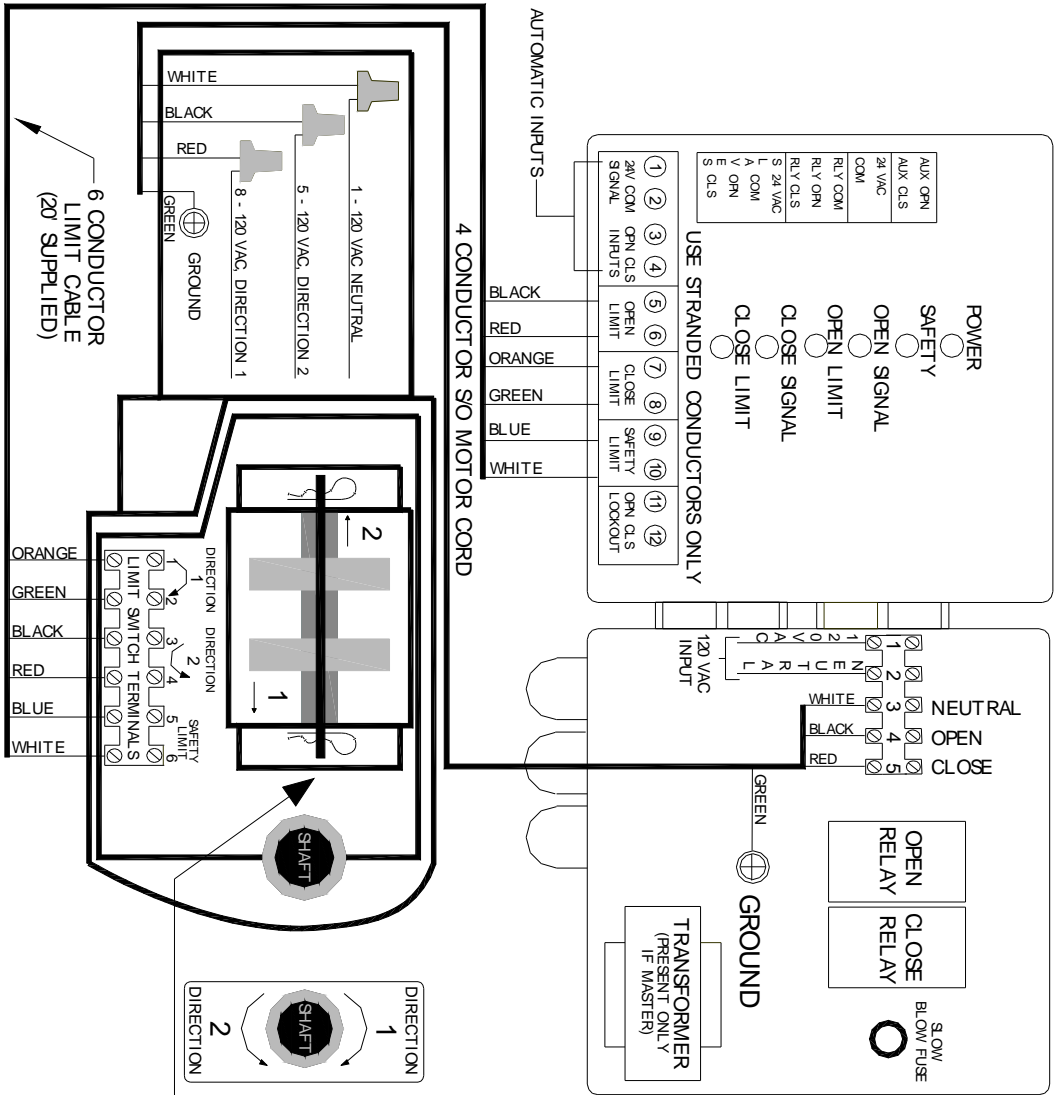 AUTOMATIC INPUTS
AUX OPN
AUX CLS
24 VAC
COM
RLY COM
RLY OPN
RLY CLS
S 24 VAC
L COM
A
V OPN
E
S CLS
POWER
SAFETY
OPEN SIGNAL
OPEN LIMIT
CLOSE SIGNAL
CLOSE LIMIT
USE STRANDED CONDUCTORS ONLY
1
2
3
4
5
6
7
8
9
10
11
12
24V COM
SIGNAL
OPN CLS
INPUTS
OPEN
LIMIT
CLOSE
LIMIT
SAFETY
LIMIT
OPN CLS
LOCKOUT
BLACK
RED
ORANGE
GREEN
BLUE
WHITE
4 CONDUCTOR S/O MOTOR CORD
WHITE
BLACK
RED
GREEN
GROUND
1 - 120 VAC NEUTRAL
5 - 120 VAC, DIRECTION 2
8 - 120 VAC, DIRECTION 1
6 CONDUCTOR
LIMIT CABLE
(20' SUPPLIED)
ORANGE
GREEN
BLACK
RED
BLUE
WHITE
LIMIT SWITCH TERMINALS
1
2
3
4
5
6
DIRECTION
1
DIRECTION
2
SAFETY
LIMIT
2
1
SHAFT
DIRECTION
1
SHAFT
2
DIRECTION
120 VAC
NEUTRAL
120 VAC
INPUT
1
2
3
4
5
NEUTRAL
OPEN
CLOSE
WHITE
BLACK
RED
GREEN
GROUND
OPEN
RELAY
CLOSE
RELAY
SLOW
BLOW FUSE
TRANSFORMER
(PRESENT ONLY
IF MASTER)